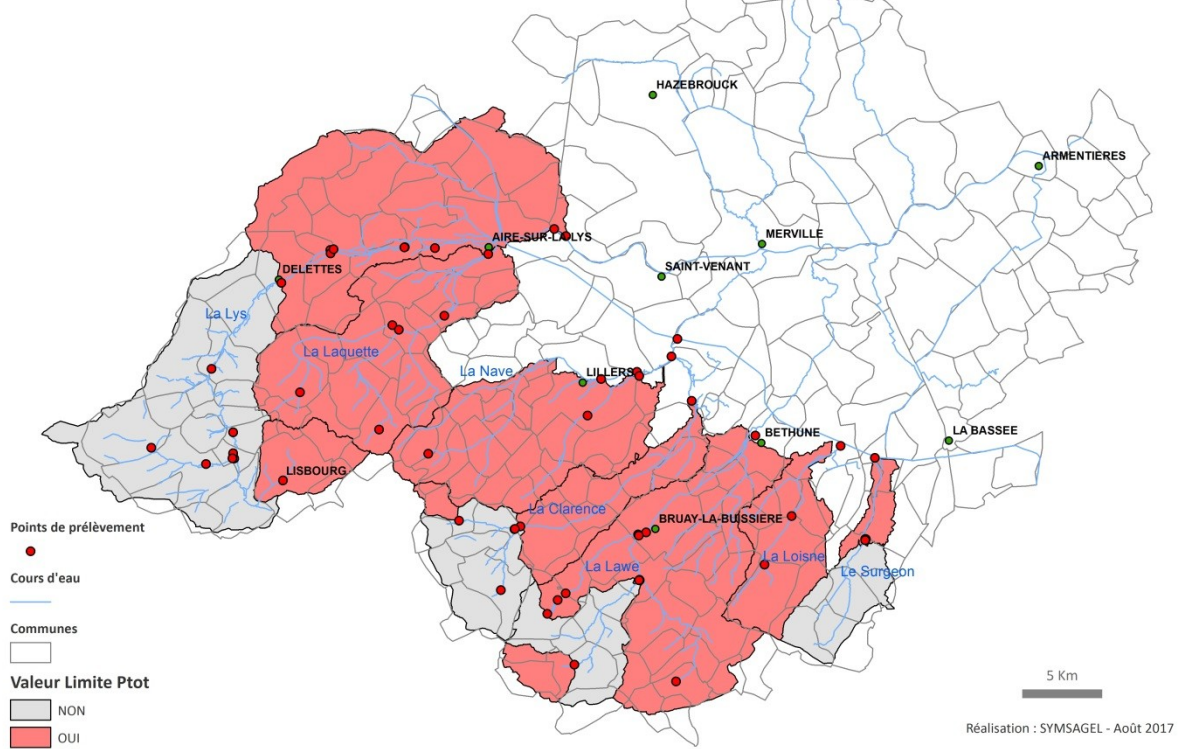 HAZEBROUCK
ARMENTIERES
AIRE-SUR-LA-LYS
MERVILLE
SAINT-VENANT
DELETTES
La Lys
La Laquette
La Nave
LILLERS
BETHUNE
LA BASSEE
LISBOURG
La Clarence
BRUAY-LA-BUISSIERE
La Loisne
La Lawe
Le Surgeon
Points de prélèvement
Cours d'eau
Communes
Valeur Limite Ptot
NON
OUI
5 Km
Réalisation : SYMSAGEL - Août 2017